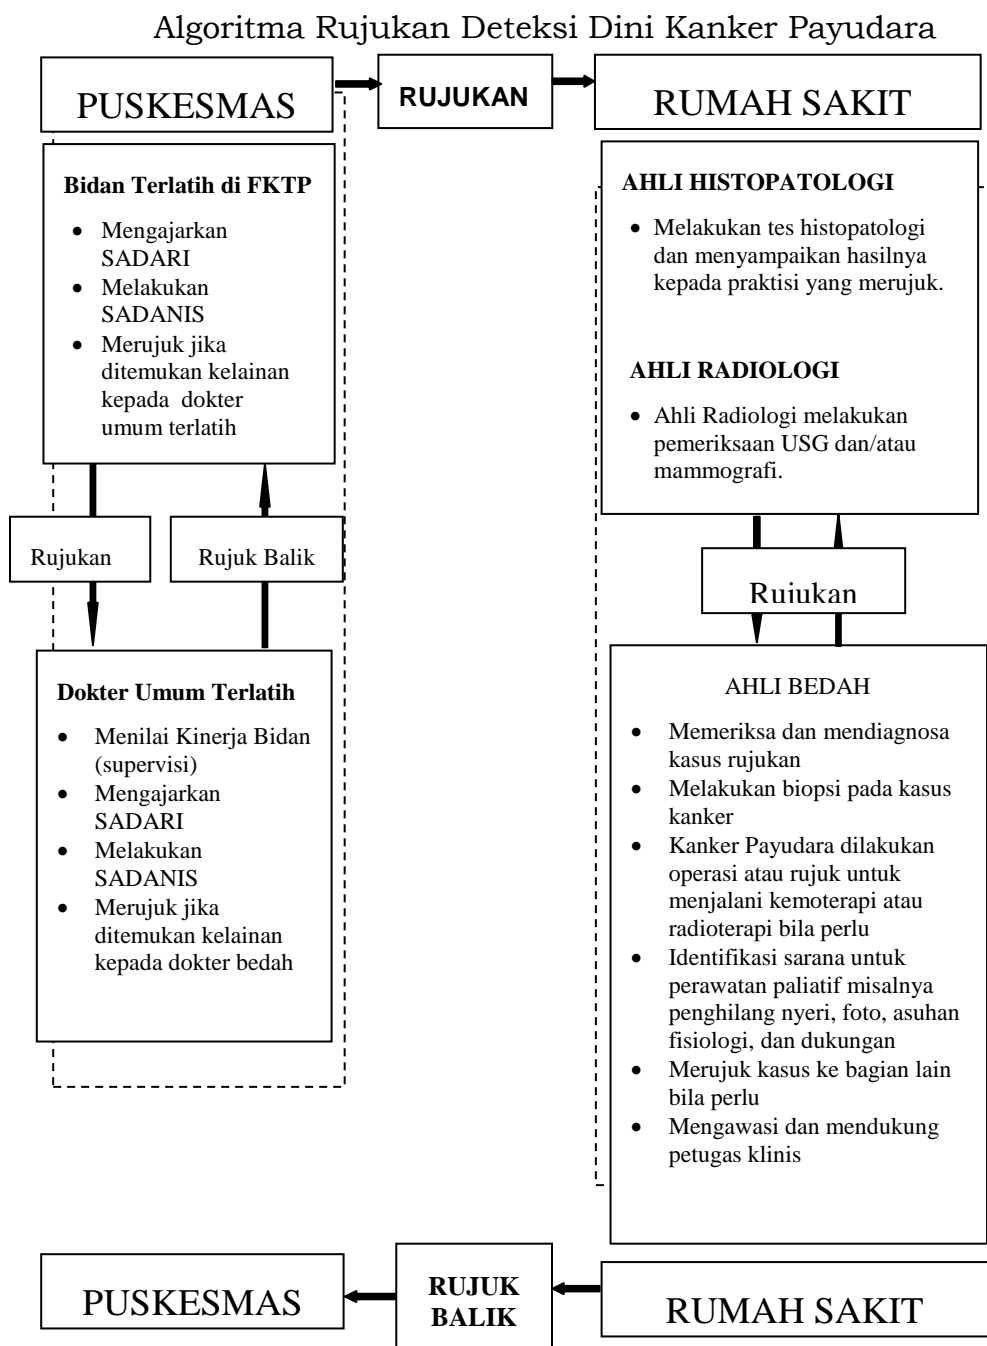 Algoritma Rujukan Deteksi Dini Kanker Payudara
PUSKESMAS
RUJUKAN
RUMAH SAKIT
Bidan Terlatih di FKTP
• Mengajarkan
SADARI
• Melakukan
SADANIS
• Merujuk jika
ditemukan kelainan
kepada dokter
umum terlatih
Rujukan
Rujuk Balik
Dokter Umum Terlatih
• Menilai Kinerja Bidan
(supervisi)
• Mengajarkan
SADARI
• Melakukan
SADANIS
• Merujuk jika
ditemukan kelainan
kepada dokter bedah
AHLI HISTOPATOLOGI
• Melakukan tes histopatologi
dan menyampaikan hasilnya
kepada praktisi yang merujuk.
AHLI RADIOLOGI
• Ahli Radiologi melakukan
pemeriksaan USG dan/atau
mammografi.
Rujukan
AHLI BEDAH
• Memeriksa dan mendiagnosa
kasus rujukan
• Melakukan biopsi pada kasus
kanker
• Kanker Payudara dilakukan
operasi atau rujuk untuk
menjalani kemoterapi atau
radioterapi bila perlu
• Identifikasi sarana untuk
perawatan paliatif misalnya
penghilang nyeri, foto, asuhan
fisiologi, dan dukungan
• Merujuk kasus ke bagian lain
bila perlu
• Mengawasi dan mendukung
petugas klinis
PUSKESMAS
RUJUK
BALIK
RUMAH SAKIT